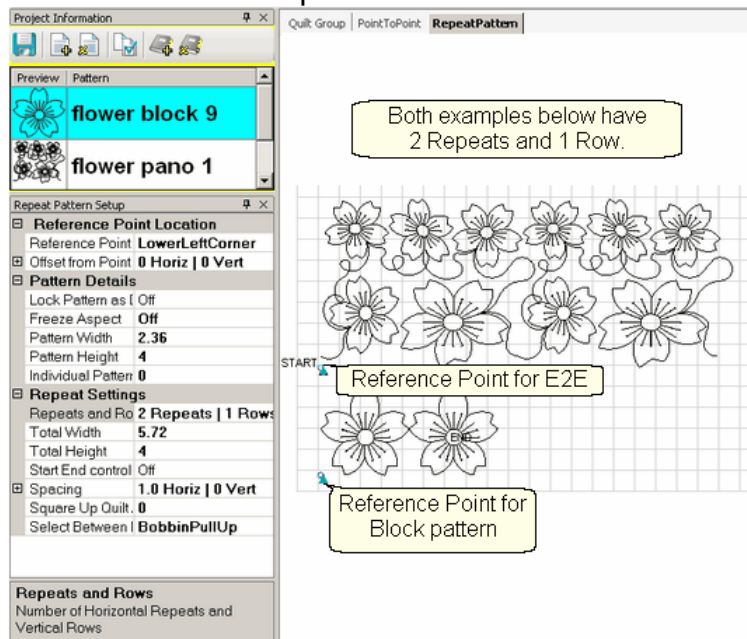 Project Information
Quilt Group PointToPoint RepeatPattern
Preview Pattern
flower block 9
flower pano 1
Both examples below have
2 Repeats and 1 Row.
Repeat Pattern Setup
Reference Point Location
Reference Point LowerLeftCorner
Offset from Point 0 Horiz | 0 Vert
Pattern Details
Lock Pattern as [ Off
Freeze Aspect Off
Pattern Width 2.36
Pattern Height 4
Individual Pattern 0
Repeat Settings
Repeats and Ro 2 Repeats | 1 Rows
Total Width 5.72
Total Height 4
Start End control Off
Spacing 1.0 Horiz | 0 Vert
Square Up Quilt. 0
Select Between I BobbinPullUp
START
Reference Point for E2E
END
Reference Point for
Block pattern
Repeats and Rows
Number of Horizontal Repeats and
Vertical Rows